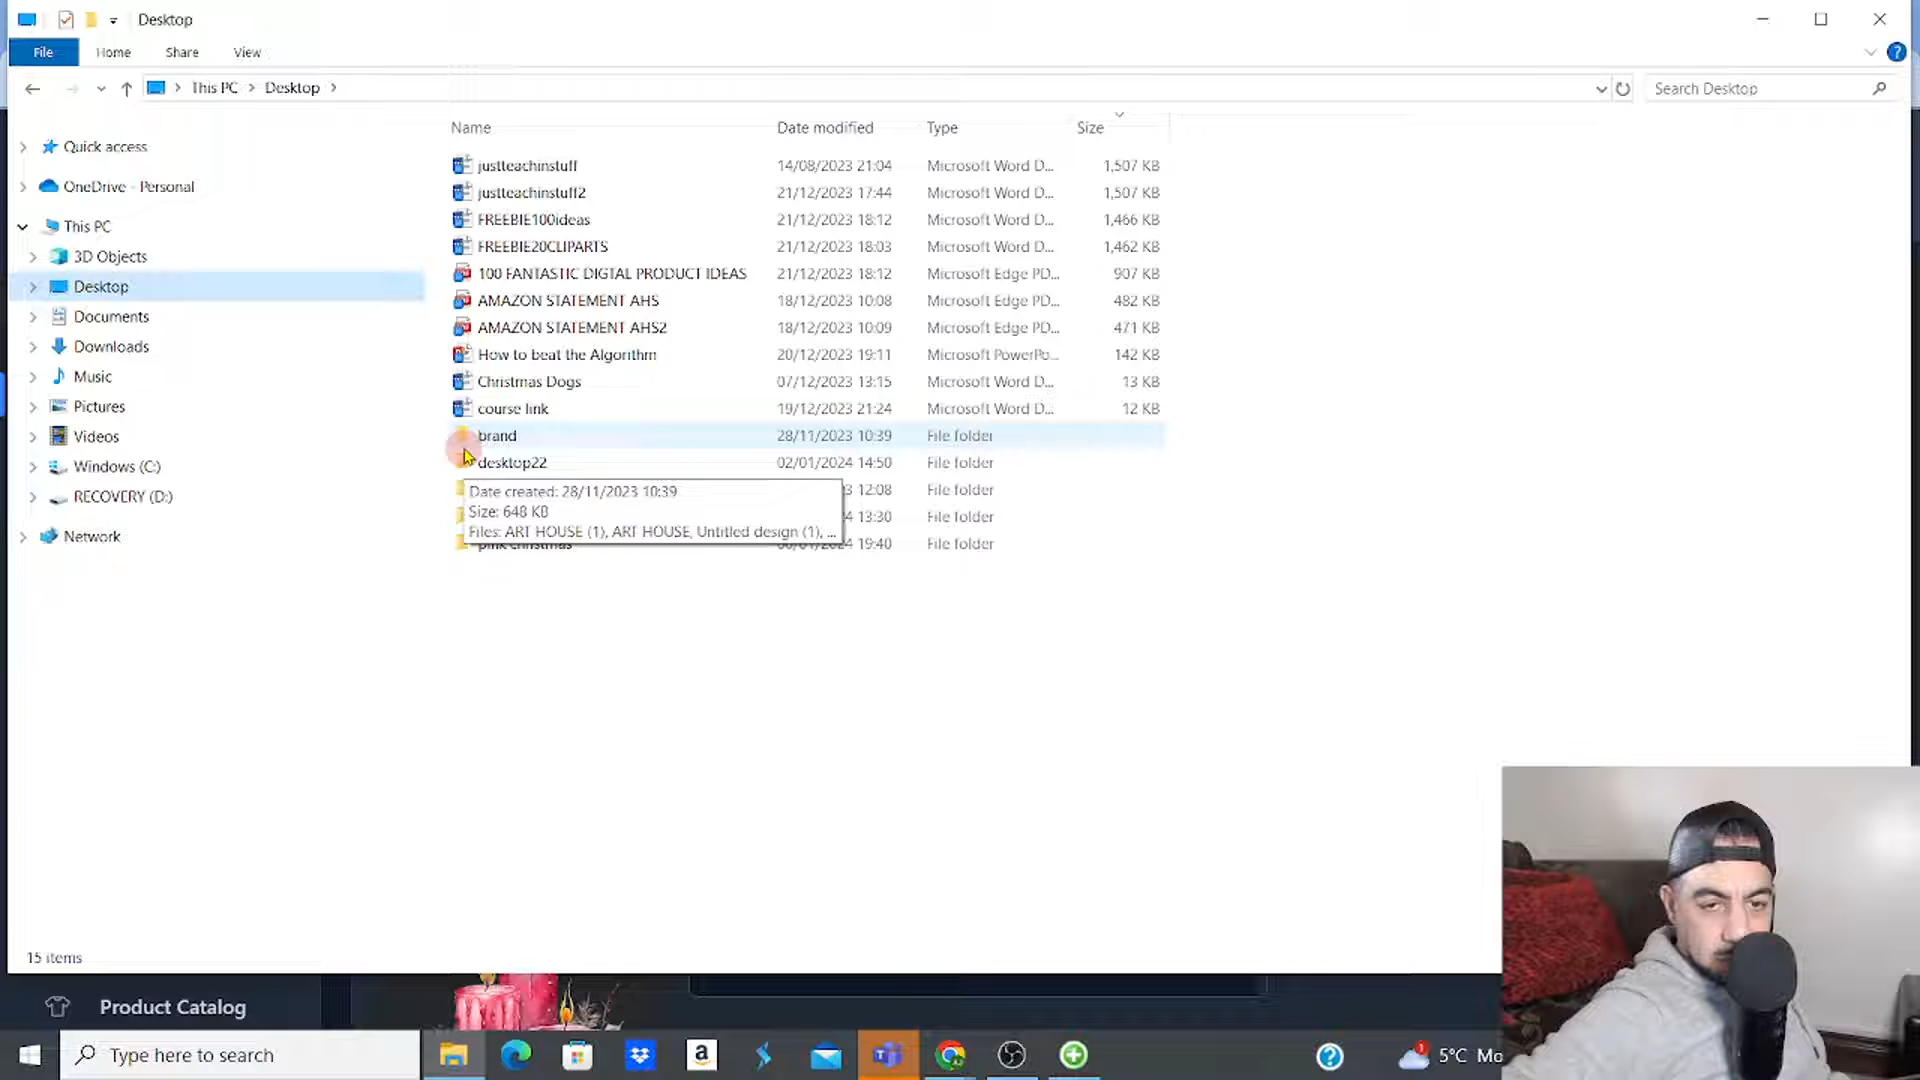 Desktop
File Home Share View
This PC Desktop
Search Desktop
Name Date modified Type Size
Quick access
OneDrive - Personal
This PC
3D Objects
Desktop
Documents
Downloads
Music
Pictures
Videos
Windows (C:)
RECOVERY (D:)
Network
justteachinstuff 14/08/2023 21:04 Microsoft Word D... 1,507 KB
justteachinstuff2 21/12/2023 17:44 Microsoft Word D... 1,507 KB
FREEBIE100ideas 21/12/2023 18:12 Microsoft Word D... 1,466 KB
FREEBIE20CLIPARTS 21/12/2023 18:03 Microsoft Word D... 1,462 KB
100 FANTASTIC DIGTAL PRODUCT IDEAS 21/12/2023 18:12 Microsoft Edge PD... 907 KB
AMAZON STATEMENT AHS 18/12/2023 10:08 Microsoft Edge PD... 482 KB
AMAZON STATEMENT AHS2 18/12/2023 10:09 Microsoft Edge PD... 471 KB
How to beat the Algorithm 20/12/2023 19:11 Microsoft PowerPo... 142 KB
Christmas Dogs 07/12/2023 13:15 Microsoft Word D... 13 KB
course link 19/12/2023 21:24 Microsoft Word D... 12 KB
brand 28/11/2023 10:39 File folder
desktop22 02/01/2024 14:50 File folder
Date created: 28/11/2023 10:39
Size: 648 KB
Files: ART HOUSE (1), ART HOUSE, Untitled design (1), ...
3 12:08 File folder
4 13:30 File folder
pink christmas 4 19:40 File folder
15 items
Product Catalog
Type here to search
5°C Mo